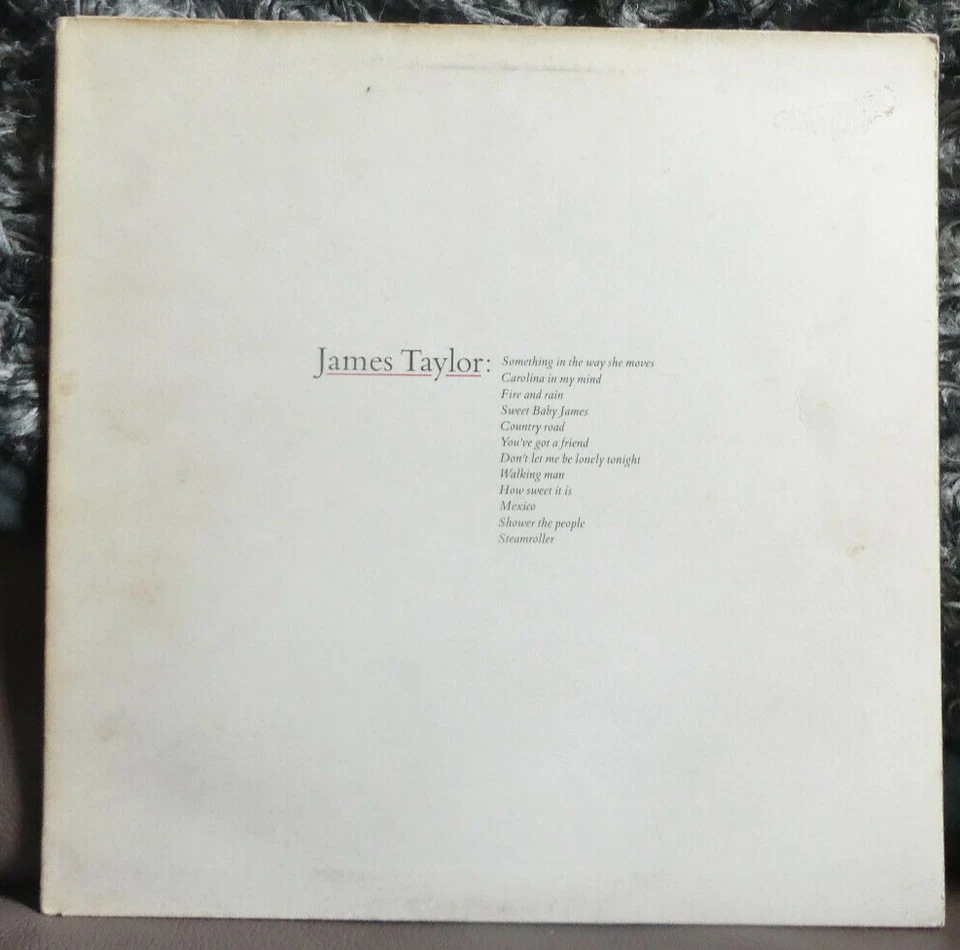 James Taylor: Something in the way she moves
Carolina in my mind
Fire and rain
Sweet Baby James
Country road
You've got a friend
Don't let me be lonely tonight
Walking man
How sweet it is
Mexico
Shower the people
Steamroller